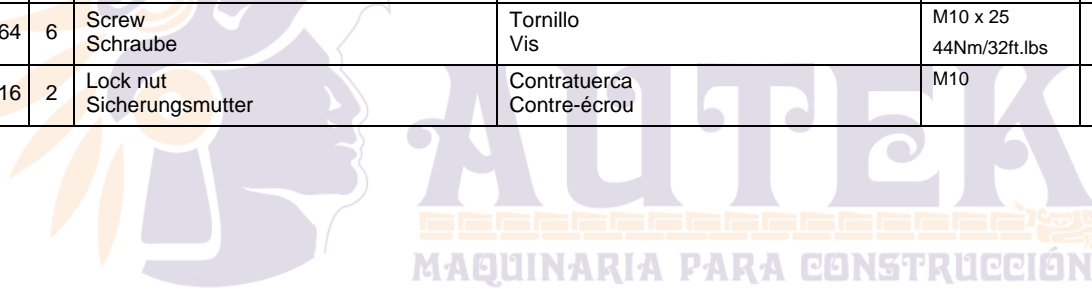 64 6 Screw Tornillo M10 x 25
Schraube Vis 44Nm/32ft.lbs
16 2 Lock nut Contratuerca M10
Sicherungsmutter Contre-écrou
AUTEK
MAQUINARIA PARA CONSTRUCCIÓN